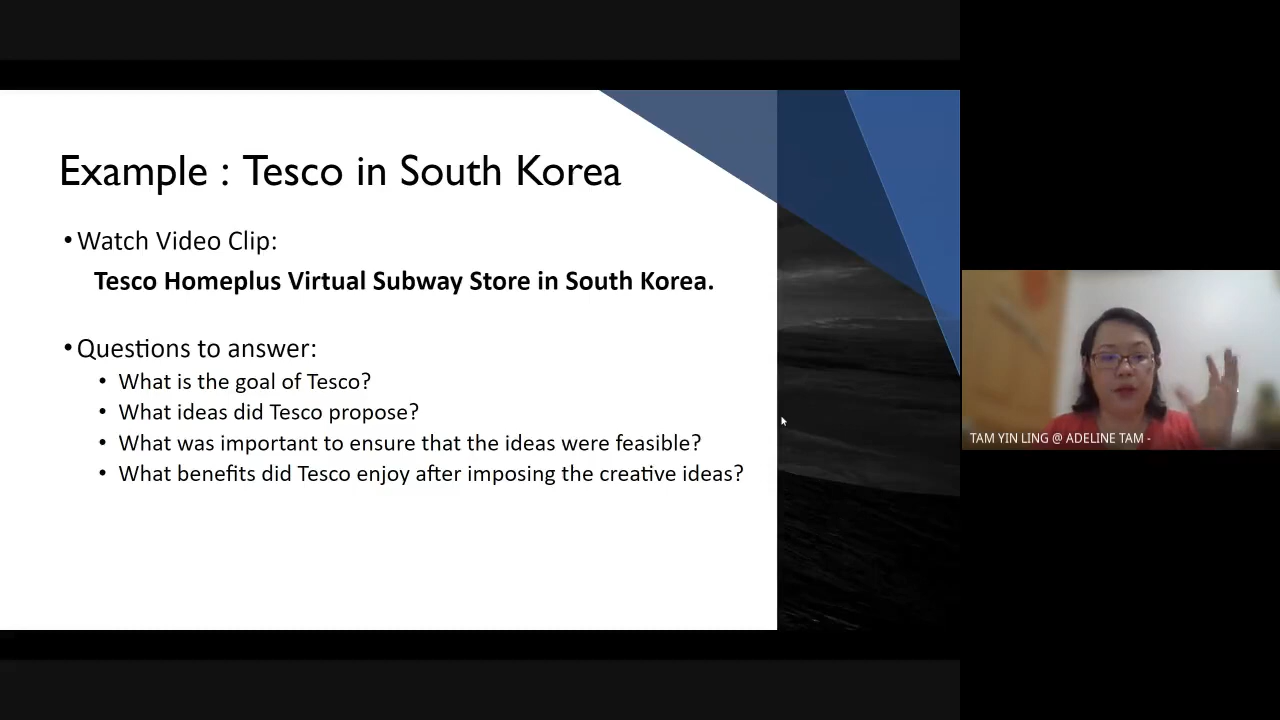 Example : Tesco in South Korea
•Watch Video Clip:
Tesco Homeplus Virtual Subway Store in South Korea.
•Questions to answer:
• What is the goal of Tesco?
• What ideas did Tesco propose?
• What was important to ensure that the ideas were feasible?
• What benefits did Tesco enjoy after imposing the creative ideas?
TAM YIN LING @ ADELINE TAM -